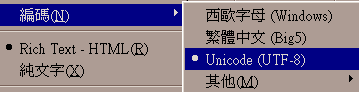 編碼(N)
Rich Text - HTML(R)
純文字(X)
西歐字母 (Windows)
繁體中文 (Big5)
Unicode (UTF-8)
其他(M)